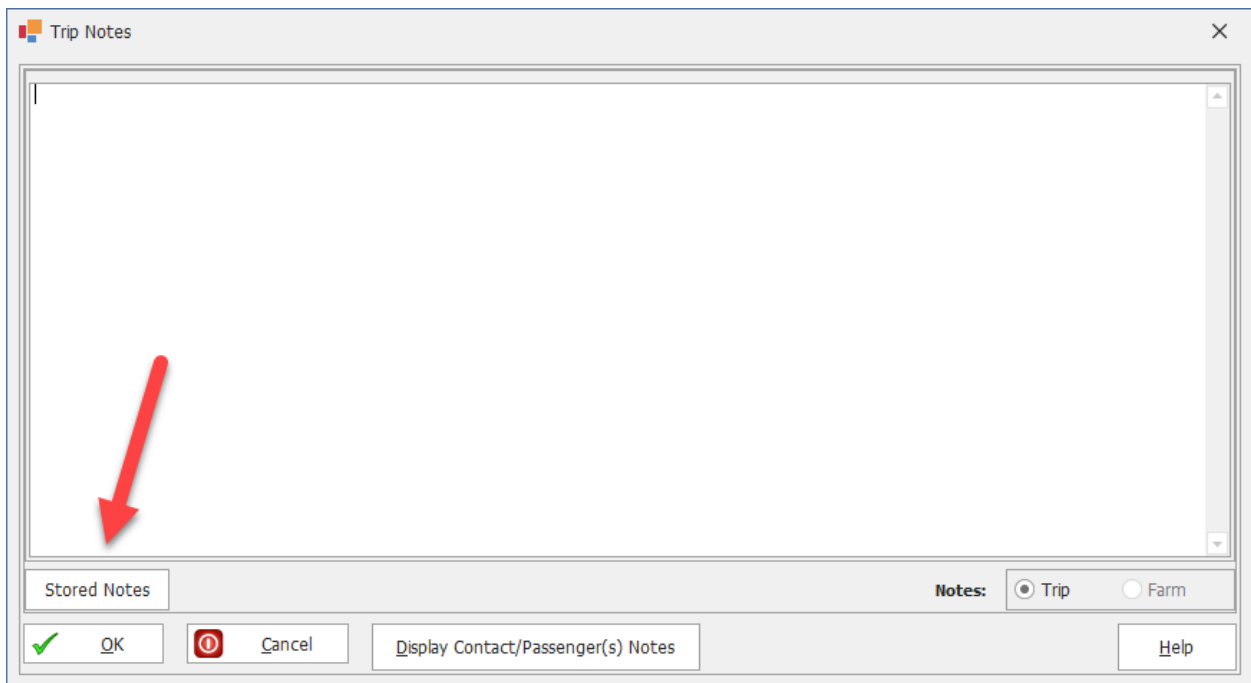 Trip Notes
Stored Notes Notes: Trip Farm
OK Cancel Display Contact/Passenger(s) Notes Help